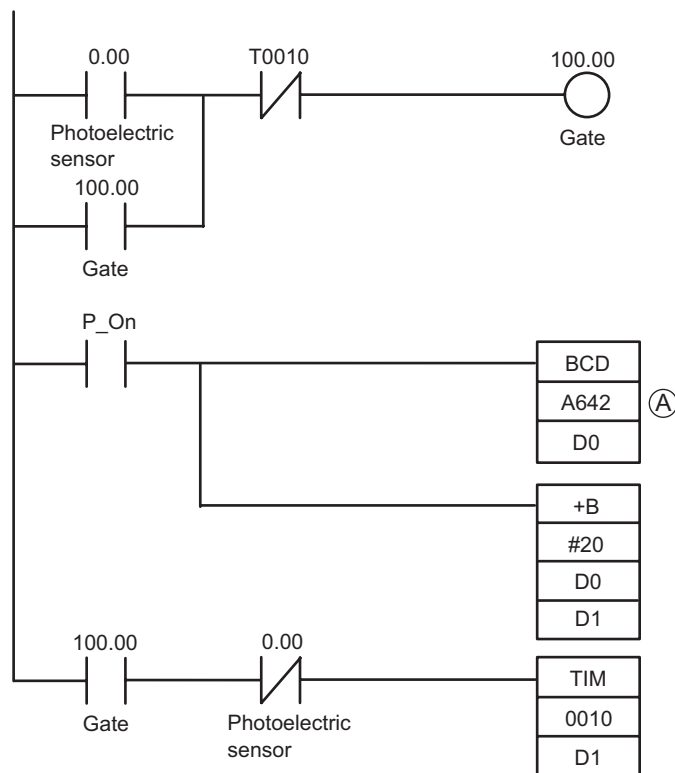 0.00
T0010
100.00
Photoelectric
sensor
Gate
100.00
Gate
P_On
BCD
A642
A
D0
+B
#20
D0
D1
100.00
0.00
TIM
Gate
Photoelectric
sensor
0010
D1